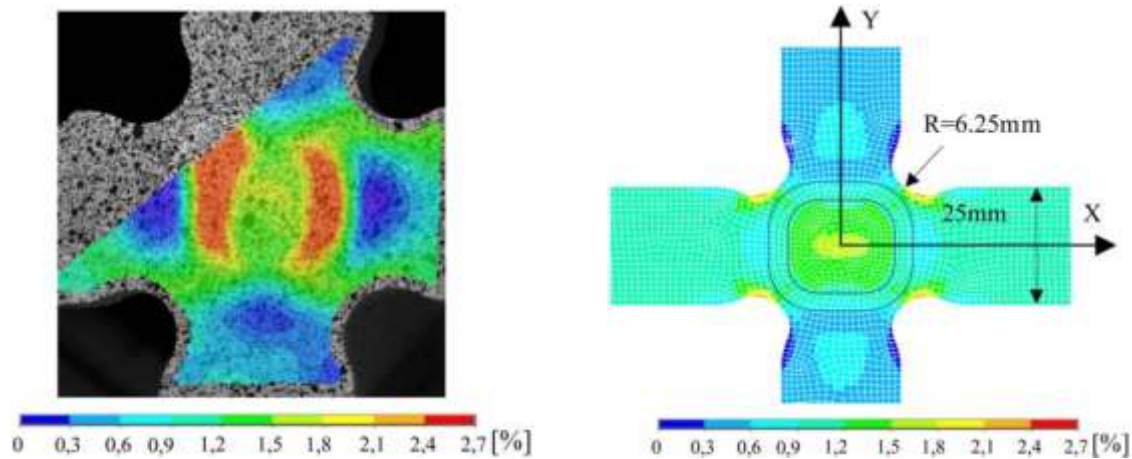 Y
R=6.25mm
25mm
X
0 0,3 0,6 0,9 1,2 1,5 1,8 2,1 2,4 2,7 [%]
0 0,3 0,6 0,9 1,2 1,5 1,8 2,1 2,4 2,7 [%]